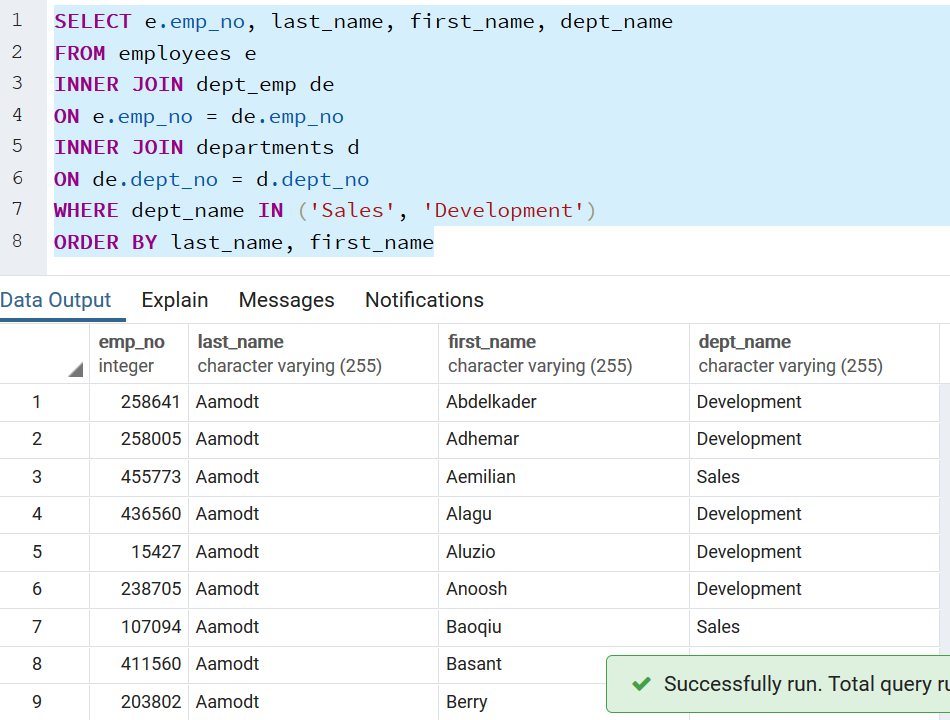 1 SELECT e.emp_no, last_name, first_name, dept_name
2 FROM employees e
3 INNER JOIN dept_emp de
4 ON e.emp_no = de.emp_no
5 INNER JOIN departments d
6 ON de.dept_no = d.dept_no
7 WHERE dept_name IN ('Sales', 'Development')
8 ORDER BY last_name, first_name
Data Output Explain Messages Notifications
emp_no last_name first_name dept_name
integer character varying (255) character varying (255) character varying (255)
1 258641 Aamodt Abdelkader Development
2 258005 Aamodt Adhemar Development
3 455773 Aamodt Aemilian Sales
4 436560 Aamodt Alagu Development
5 15427 Aamodt Aluzio Development
6 238705 Aamodt Anoosh Development
7 107094 Aamodt Baoqiu Sales
8 411560 Aamodt Basant
Successfully run. Total query
9 203802 Aamodt Berry